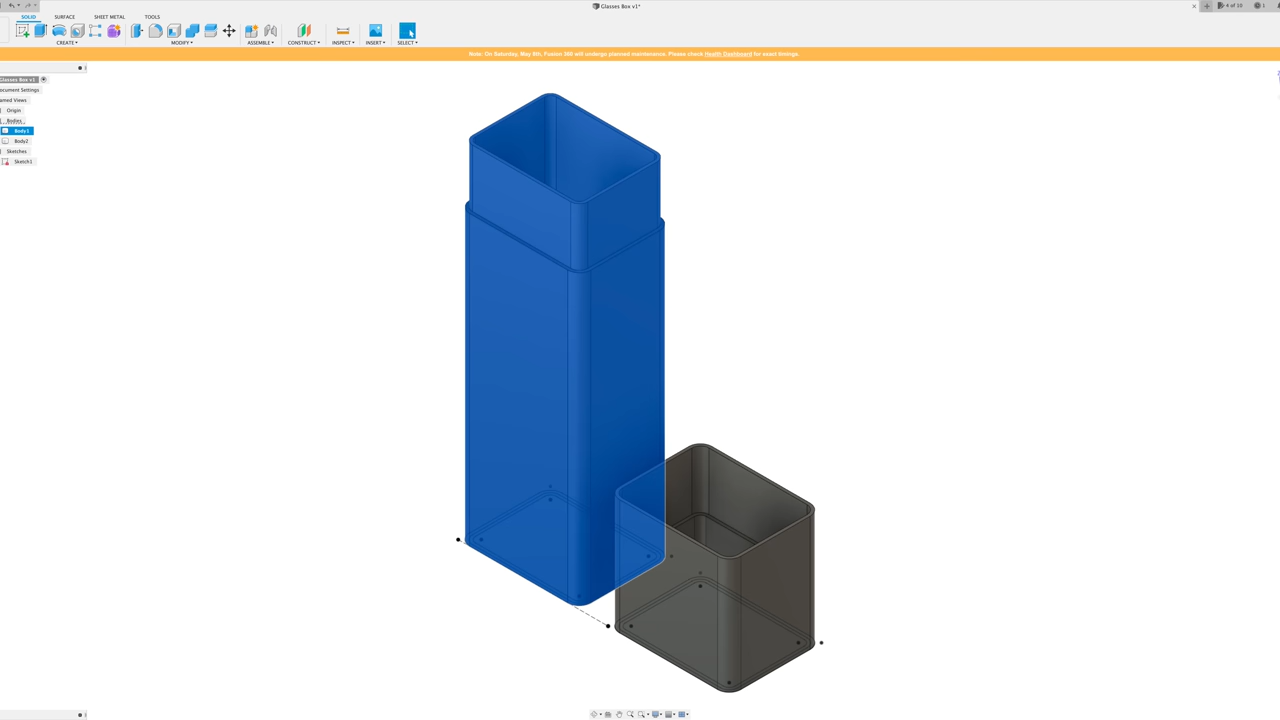 Glasses Box v1*
4 of 10
1
SOLID SURFACE SHEET METAL TOOLS
CREATE MODIFY ASSEMBLE CONSTRUCT INSPECT INSERT SELECT
Note: On Saturday, May 8th, Fusion 360 will undergo planned maintenance. Please check Health Dashboard for exact timings.
Glasses Box v1
ocument Settings
amed Views
Origin
Bodies
Body1
Body2
Sketches
Sketch1